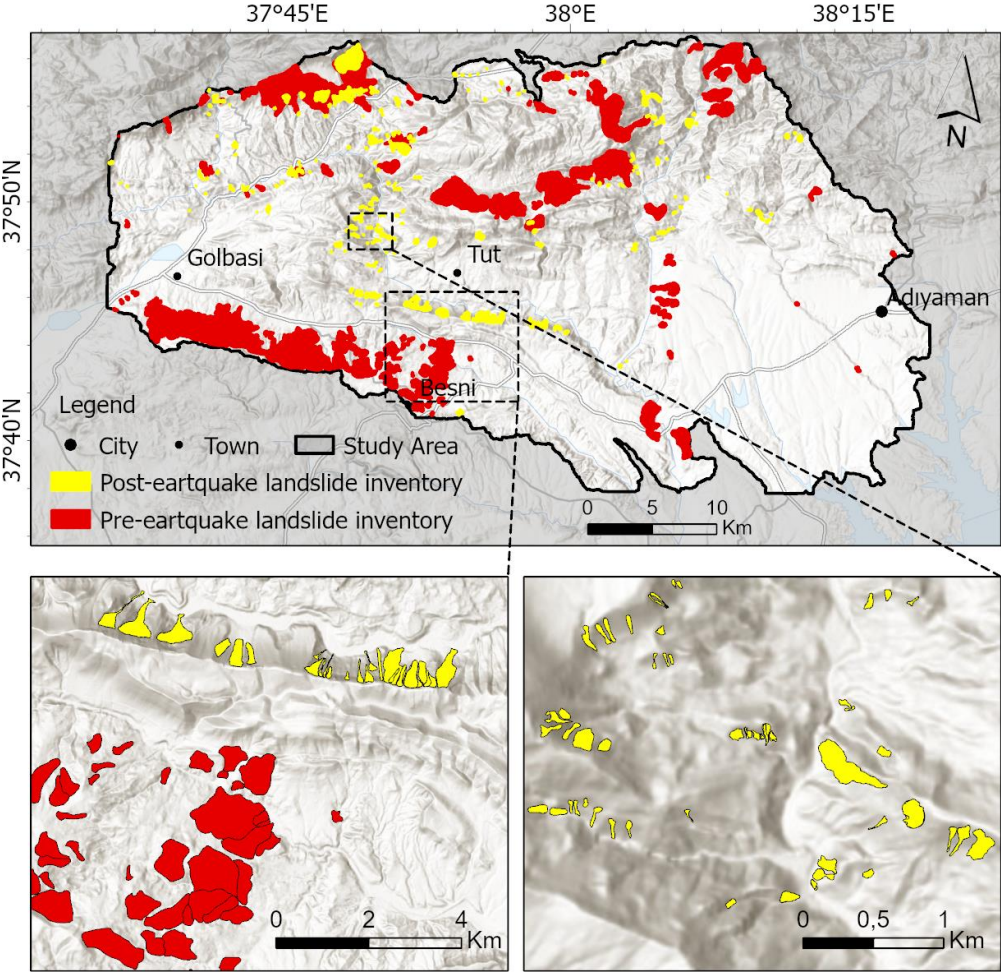 37°45'E 38°E 38°15'E
37°50'N
37°40'N
N
Golbasi
Tut
Adıyaman
Besni
Legend
City Town Study Area
Post-eartquake landslide inventory
Pre-eartquake landslide inventory
0 5 10
Km
0 2 4
Km
0 0,5 1
Km